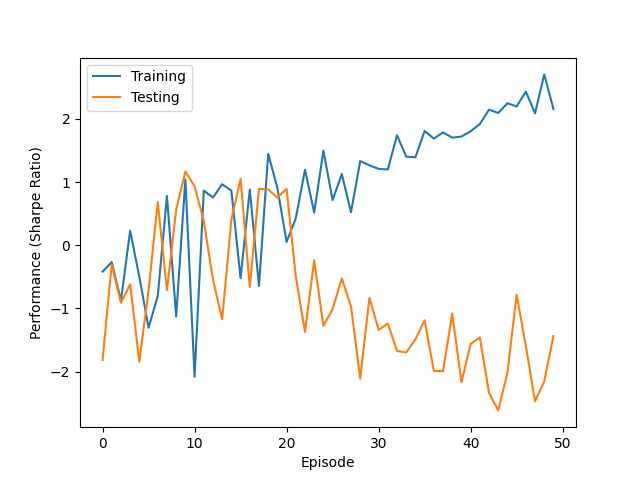 Training
Testing
Performance (Sharpe Ratio)
2
1
0
−1
−2
0 10 20 30 40 50
Episode